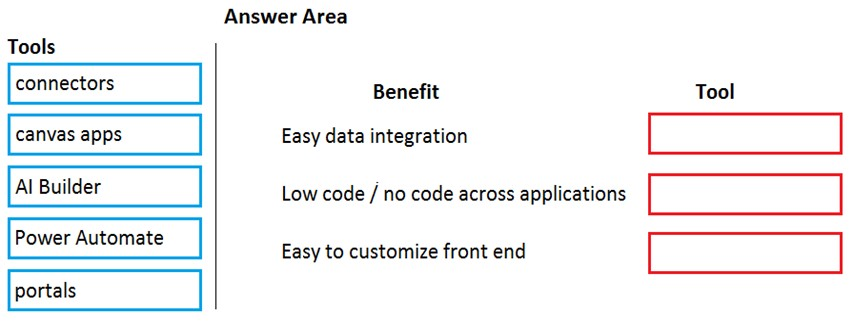 Answer Area
Tools
connectors
canvas apps
AI Builder
Power Automate
portals
Benefit Tool
Easy data integration
Low code / no code across applications
Easy to customize front end